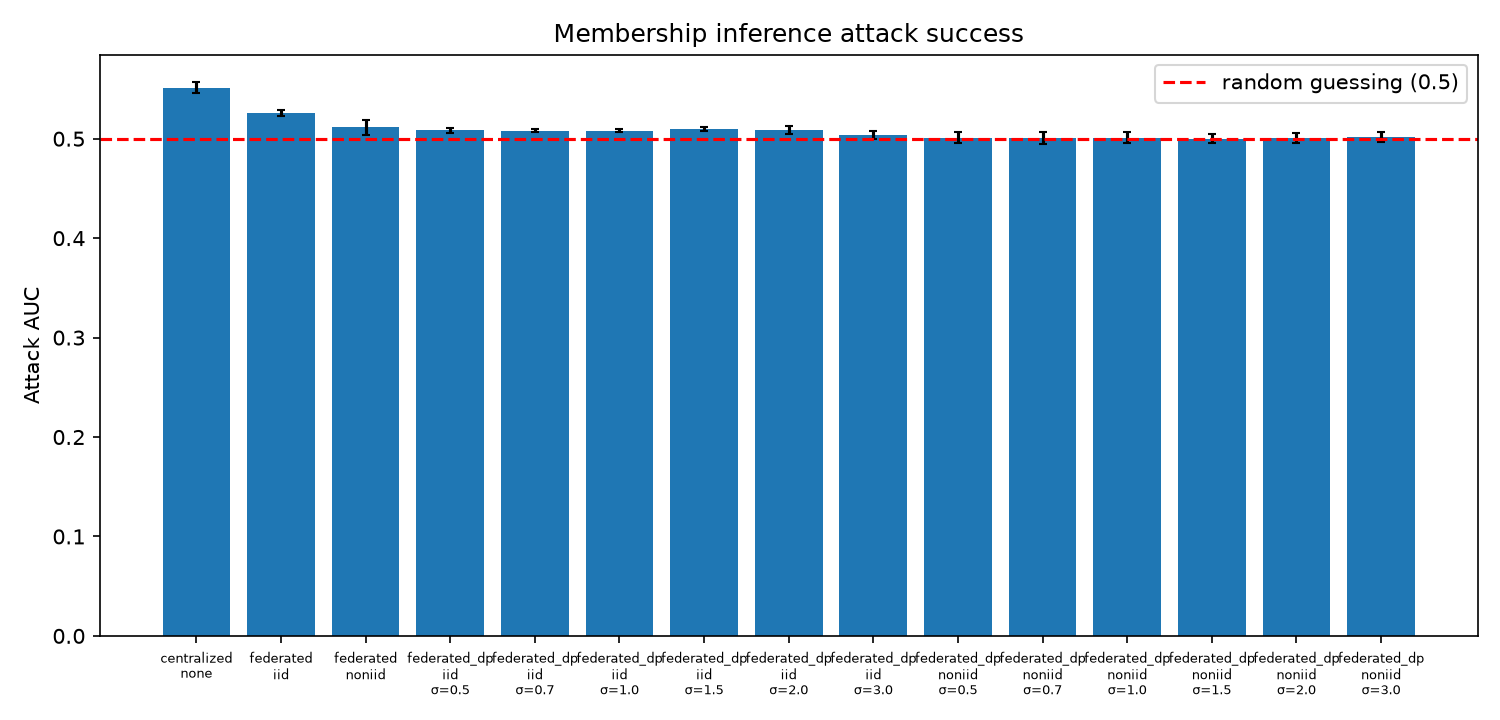 Membership inference attack success
random guessing (0.5)
Attack AUC
0.5
0.4
0.3
0.2
0.1
0.0
centralized
none
federated
iid
federated
noniid
federated_dp
iid
σ=0.5
federated_dp
iid
σ=0.7
federated_dp
iid
σ=1.0
federated_dp
iid
σ=1.5
federated_dp
iid
σ=2.0
federated_dp
iid
σ=3.0
federated_dp
noniid
σ=0.5
federated_dp
noniid
σ=0.7
federated_dp
noniid
σ=1.0
federated_dp
noniid
σ=1.5
federated_dp
noniid
σ=2.0
federated_dp
noniid
σ=3.0